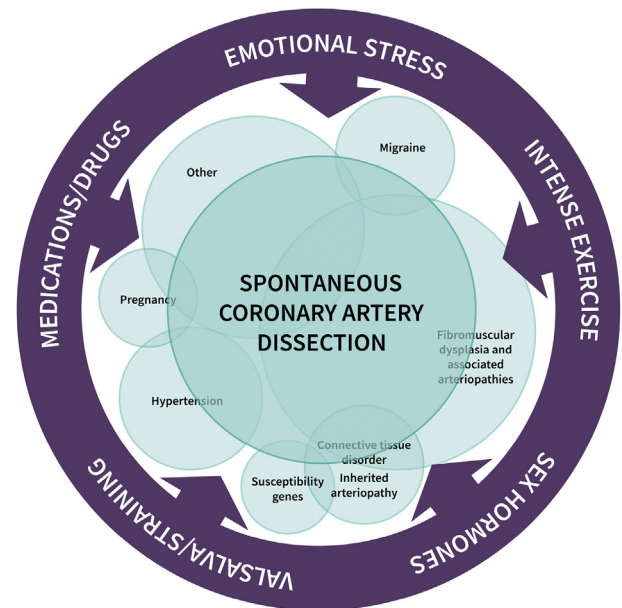 EMOTIONAL STRESS
INTENSE EXERCISE
SEX HORMONES
VALSALVA/STRAINING
MEDICATIONS/DRUGS
Migraine
Other
SPONTANEOUS
CORONARY ARTERY
DISSECTION
Pregnancy
Fibromuscular
dysplasia and
associated
arteriopathies
Hypertension
Connective tissue
disorder
Inherited
arteriopathy
Susceptibility
genes